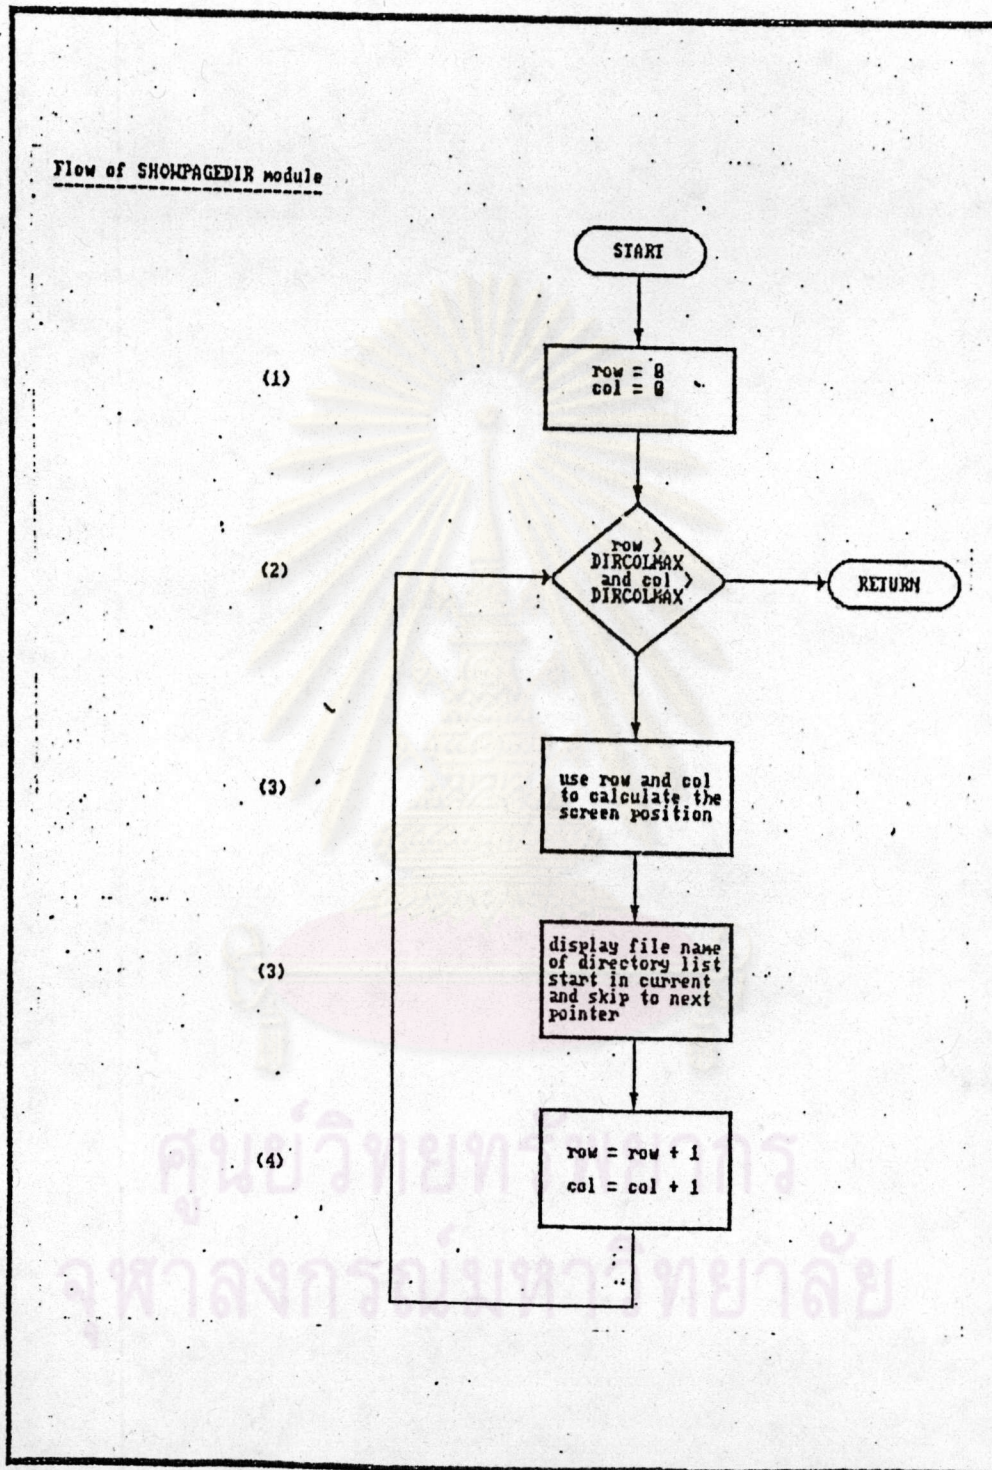 Flow of SHOWPAGEDIR module
START
(1)
row = 0
col = 0
(2)
row >
DIRCOLMAX
and col >
DIRCOLMAX
RETURN
(3)
use row and col
to calculate the
screen position
(3)
display file name
of directory list
start in current
and skip to next
pointer
(4)
row = row + 1
col = col + 1
ศูนย์วิทยทรัพยากร
จุฬาลงกรณ์มหาวิทยาลัย